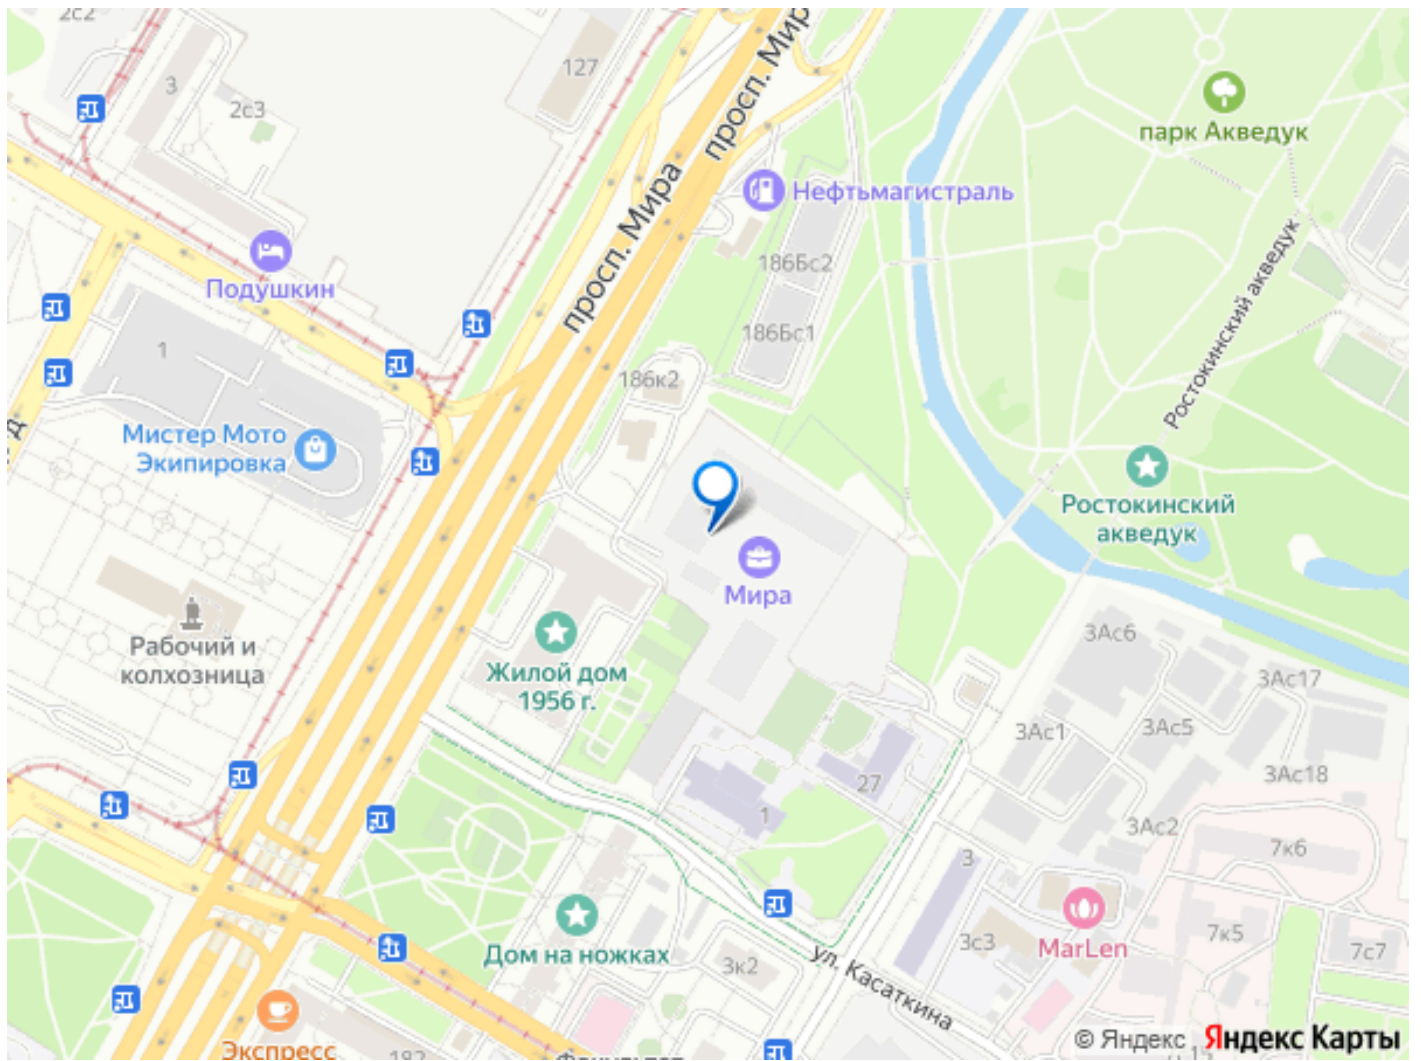 2с2
3
2с3
127
просп. Мира
парк Акведук
Нефтьмагистраль
просп. Мира
186Бс2
Подушкин
Ростокинский акведук
186Бс1
1
186к2
Мистер Мото
Экипировка
Ростокинский
акведук
Мира
Рабочий и
колхозница
Жилой дом
1956 г.
3Ас6
3Ас17
3Ас1
3Ас5
3Ас18
27
1
3Ас2
7к6
3
Дом на ножках
3к2
3с3
MarLen
7к5
7с7
ул. Касаткина
Экспресс
182
© Яндекс
Яндекс Карты